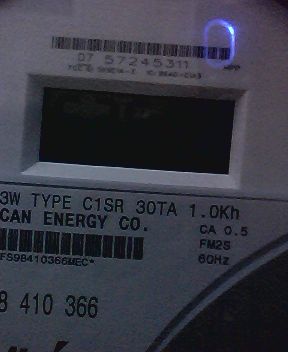 07 57245311
3W TYPE C1SR 30TA 1.0Kh
CAN ENERGY CO.
CA 0.5
FM2S
60Hz
FS98410366MEC*
8 410 366